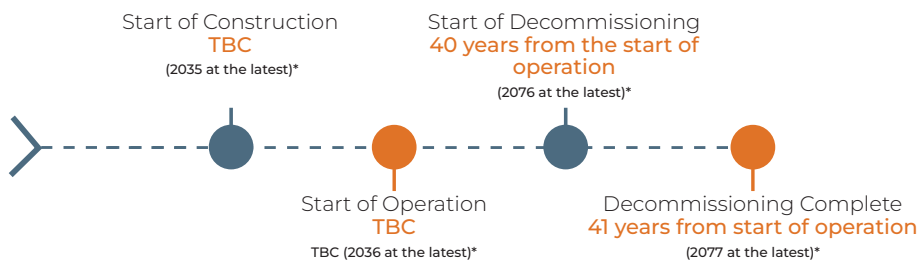 Start of Construction
TBC
(2035 at the latest)*
Start of Decommissioning
40 years from the start of
operation
(2076 at the latest)*
Start of Operation
TBC
TBC (2036 at the latest)*
Decommissioning Complete
41 years from start of operation
(2077 at the latest)*